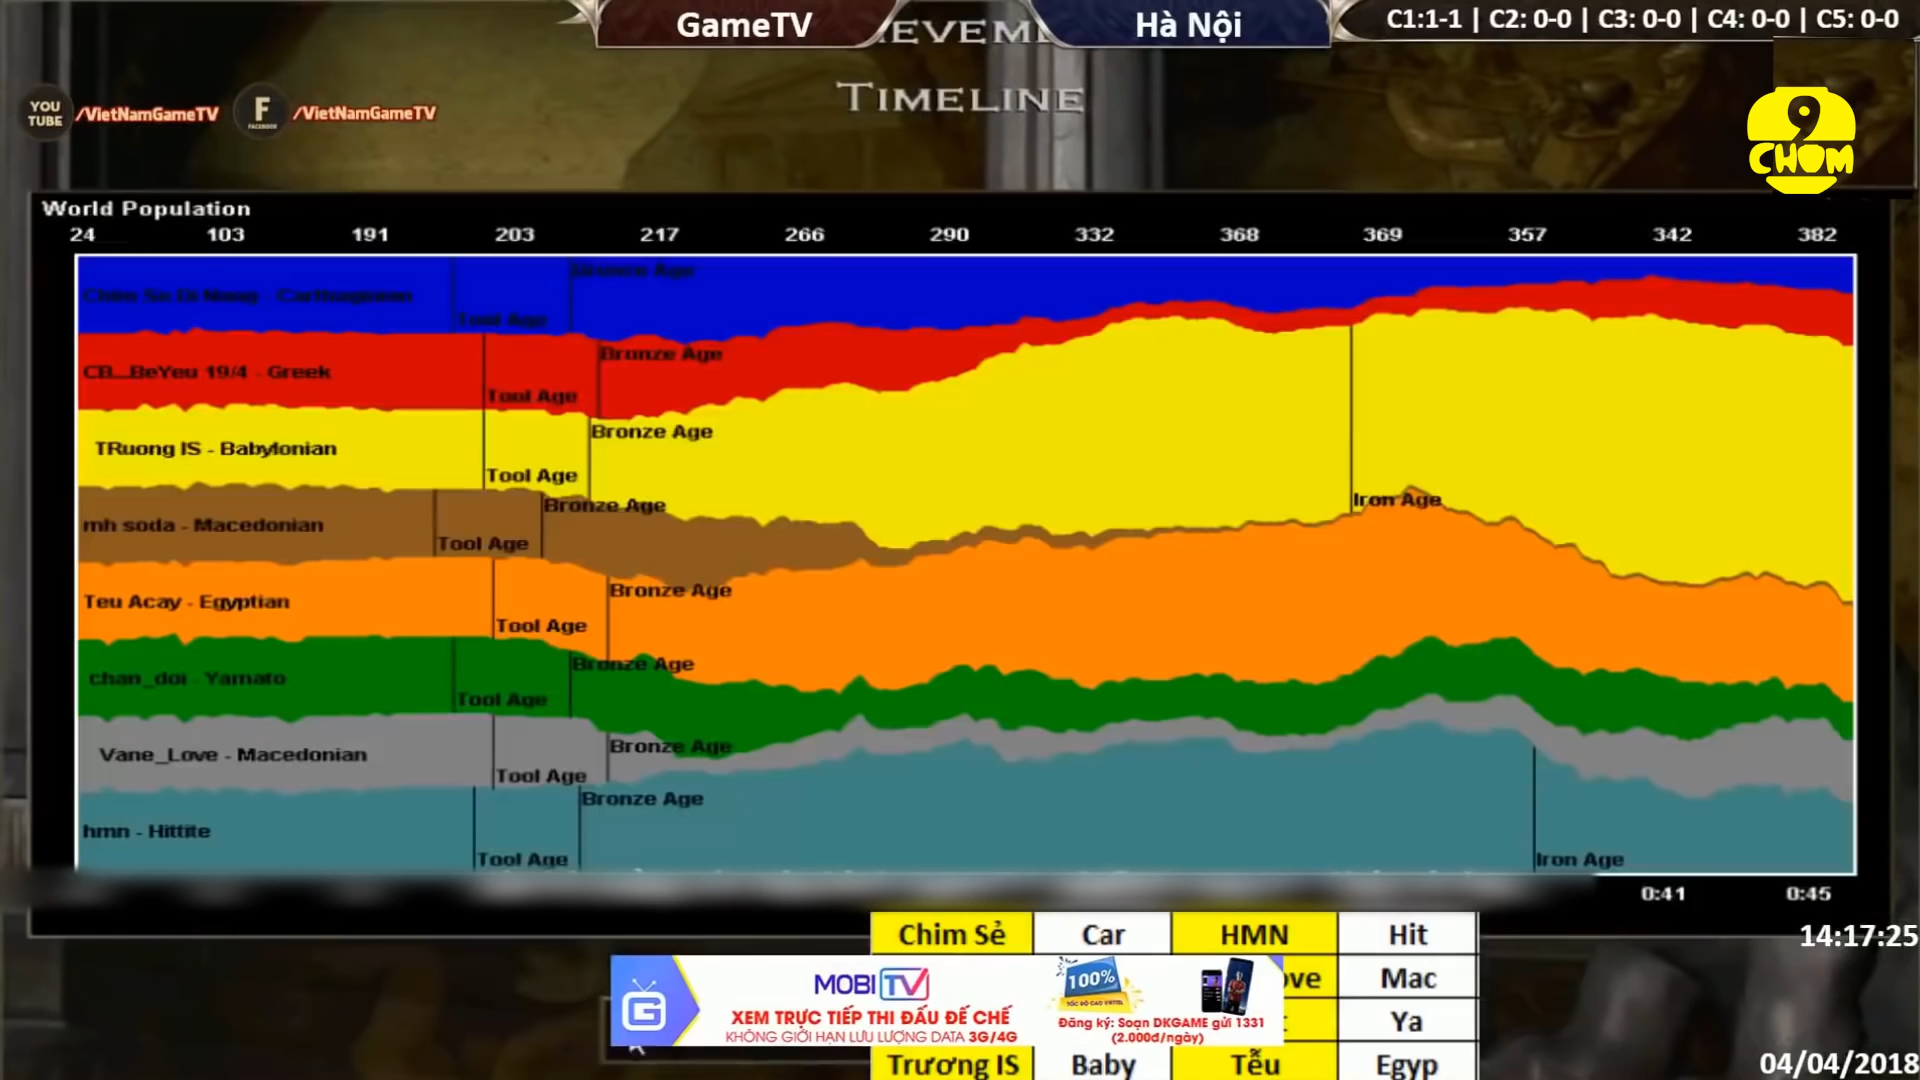 GameTV
Hà Nội
C1:1-1 | C2: 0-0 | C3: 0-0 | C4: 0-0 | C5: 0-0
TIMELINE
YOU TUBE /VietNamGameTV
F FACEBOOK /VietNamGameTV
9 CHOM
World Population
24 103 191 203 217 266 290 332 368 369 357 342 382
Chim Se Di Nang - Carthaginian
Tool Age
Bronze Age
CB...BeYeu 19/4 - Greek
Tool Age
Bronze Age
TRuong IS - Babylonian
Tool Age
Bronze Age
Iron Age
mh soda - Macedonian
Tool Age
Bronze Age
Teu Acay - Egyptian
Tool Age
Bronze Age
chan_doi - Yamato
Tool Age
Bronze Age
Vane_Love - Macedonian
Tool Age
Bronze Age
hmn - Hittite
Tool Age
Bronze Age
Iron Age
0:41 0:45
Chim Sẻ Car HMN Hit
Mac
Ya
Trương IS Baby Tễu Egyp
MOBI TV
XEM TRỰC TIẾP THI ĐẤU ĐẾ CHẾ
KHÔNG GIỚI HẠN LƯU LƯỢNG DATA 3G/4G
100%
TỐC ĐỘ CAO VIETTEL
Đăng ký: Soạn DKGAME gửi 1331
(2.000đ/ngày)
14:17:25
04/04/2018